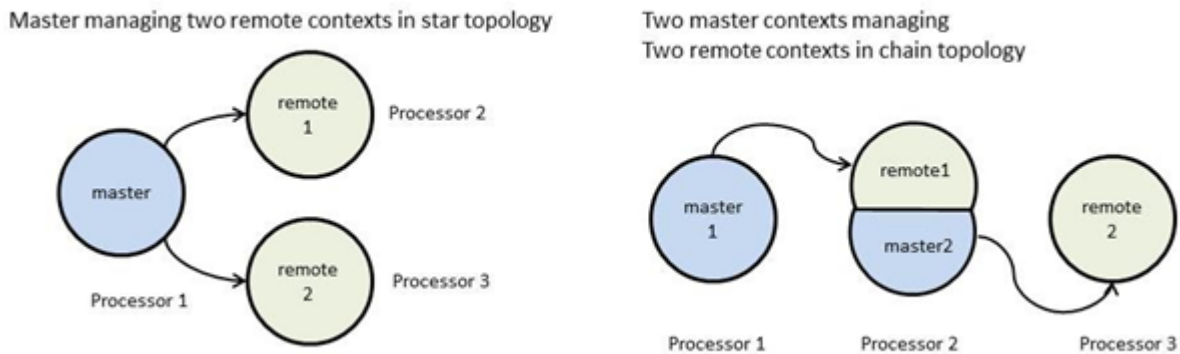 Master managing two remote contexts in star topology
remote
1
Processor 2
master
remote
2
Processor 3
Processor 1
Two master contexts managing
Two remote contexts in chain topology
master
1
remote1
master2
remote
2
Processor 1
Processor 2
Processor 3